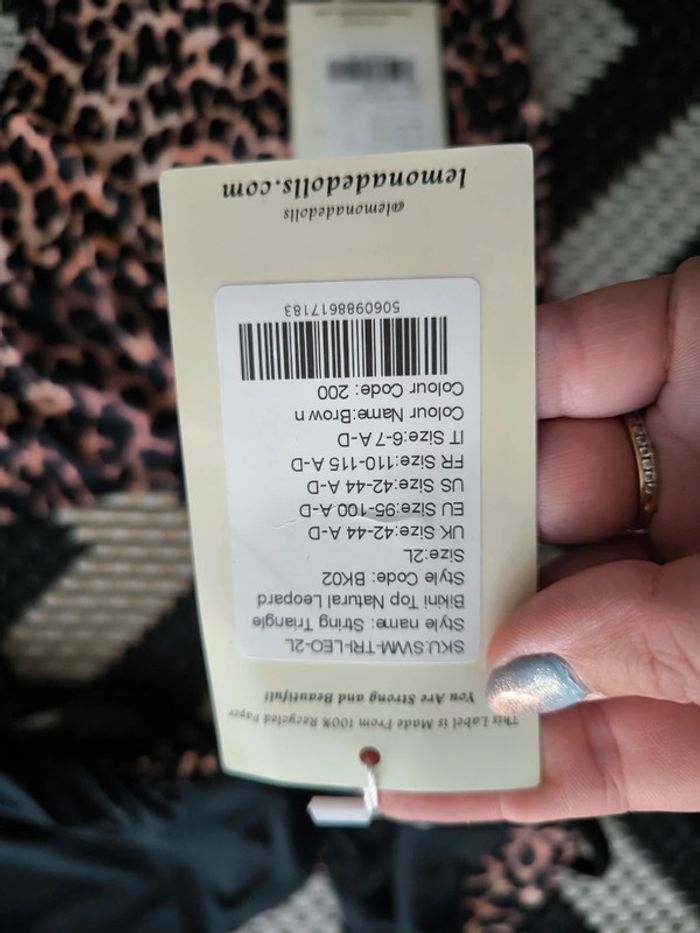 This Label is Made From 100% Recycled Paper
You Are Strong and Beautiful!
SKU:SWM-TRI-LEO-2L
Style name: String Triangle
Bikini Top Natural Leopard
Style Code: BK02
Size:2L
UK Size:42-44 A-D
EU Size:95-100 A-D
US Size:42-44 A-D
FR Size:110-115 A-D
IT Size:6-7 A-D
Colour Name:Brown
Colour Code: 200
5060988617183
@lemonadedolls
lemonadedolls.com